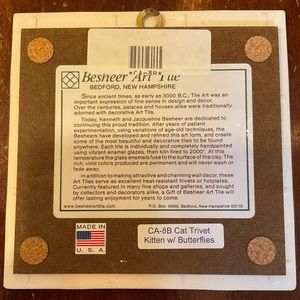 Besheer Art Tile
BEDFORD, NEW HAMPSHIRE
Since ancient times, as early as 3000 B.C., Tile Art was an
important expression of fine sense in design and decor.
Over the centuries, palaces and houses alike were traditionally
adorned with decorative Art Tile.
Today, Kenneth and Jacqueline Besheer are dedicated to
continuing this proud tradition. After years of patient
experimentation, using variations of age-old techniques, the
Besheers have developed and refined this art form, and create
some of the most beautiful and decorative tiles to be found
anywhere. Each tile is individually and completely handpainted
using vibrant enamel glazes, then kiln fired to 2000°. At this
temperature the glass enamels fuse to the surface of the clay. The
rich, vivid colors produced are permanent and will never wash or
fade away.
In addition to making attractive and charming wall decor, these
Art Tiles serve as excellent heat-resistant trivets or hotplates.
Currently featured in many fine shops and galleries, and sought
by collectors and decorators alike, a Gift of Besheer Art Tile will
offer lasting enjoyment for years to come.
www.besheerarttile.com P.O. Box 10456, Bedford, New Hampshire 03110
MADE IN
U.S.A.
CA-8B Cat Trivet
Kitten w/ Butterflies